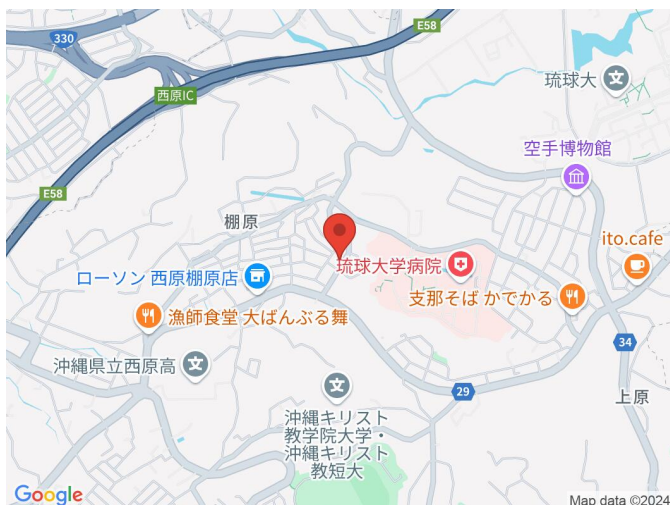 E58
330
西原IC
琉球大
空手博物館
E58
棚原
ito.cafe
ローソン 西原棚原店
琉球大学病院
支那そば かでかる
漁師食堂 大ばんぶる舞
34
沖縄県立西原高
29
上原
沖縄キリスト
教学院大学・
沖縄キリスト
教短大
Google
Map data ©2024